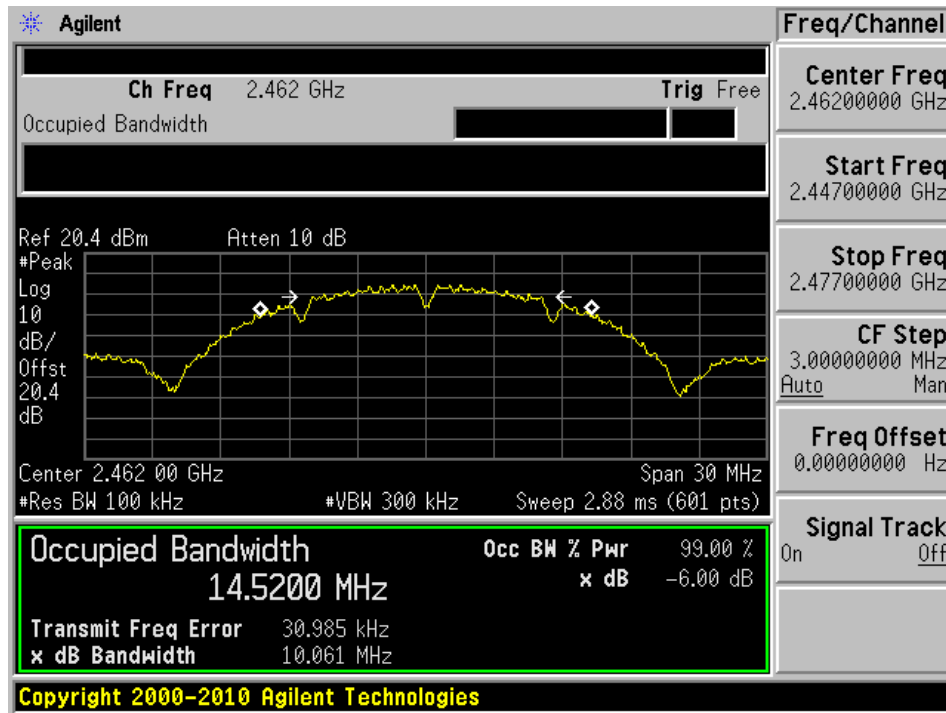 Agilent
Freq/Channel
Ch Freq 2.462 GHz Trig Free
Occupied Bandwidth
Center Freq
2.46200000 GHz
Start Freq
2.44700000 GHz
Stop Freq
2.47700000 GHz
CF Step
3.00000000 MHz
Auto Man
Freq Offset
0.00000000 Hz
Signal Track
On Off
Ref 20.4 dBm Atten 10 dB
#Peak
Log
10
dB/
Offst
20.4
dB
Center 2.462 00 GHz Span 30 MHz
#Res BW 100 kHz #VBW 300 kHz Sweep 2.88 ms (601 pts)
Occupied Bandwidth Occ BW % Pwr 99.00 %
14.5200 MHz x dB -6.00 dB
Transmit Freq Error 30.985 kHz
x dB Bandwidth 10.061 MHz
Copyright 2000-2010 Agilent Technologies